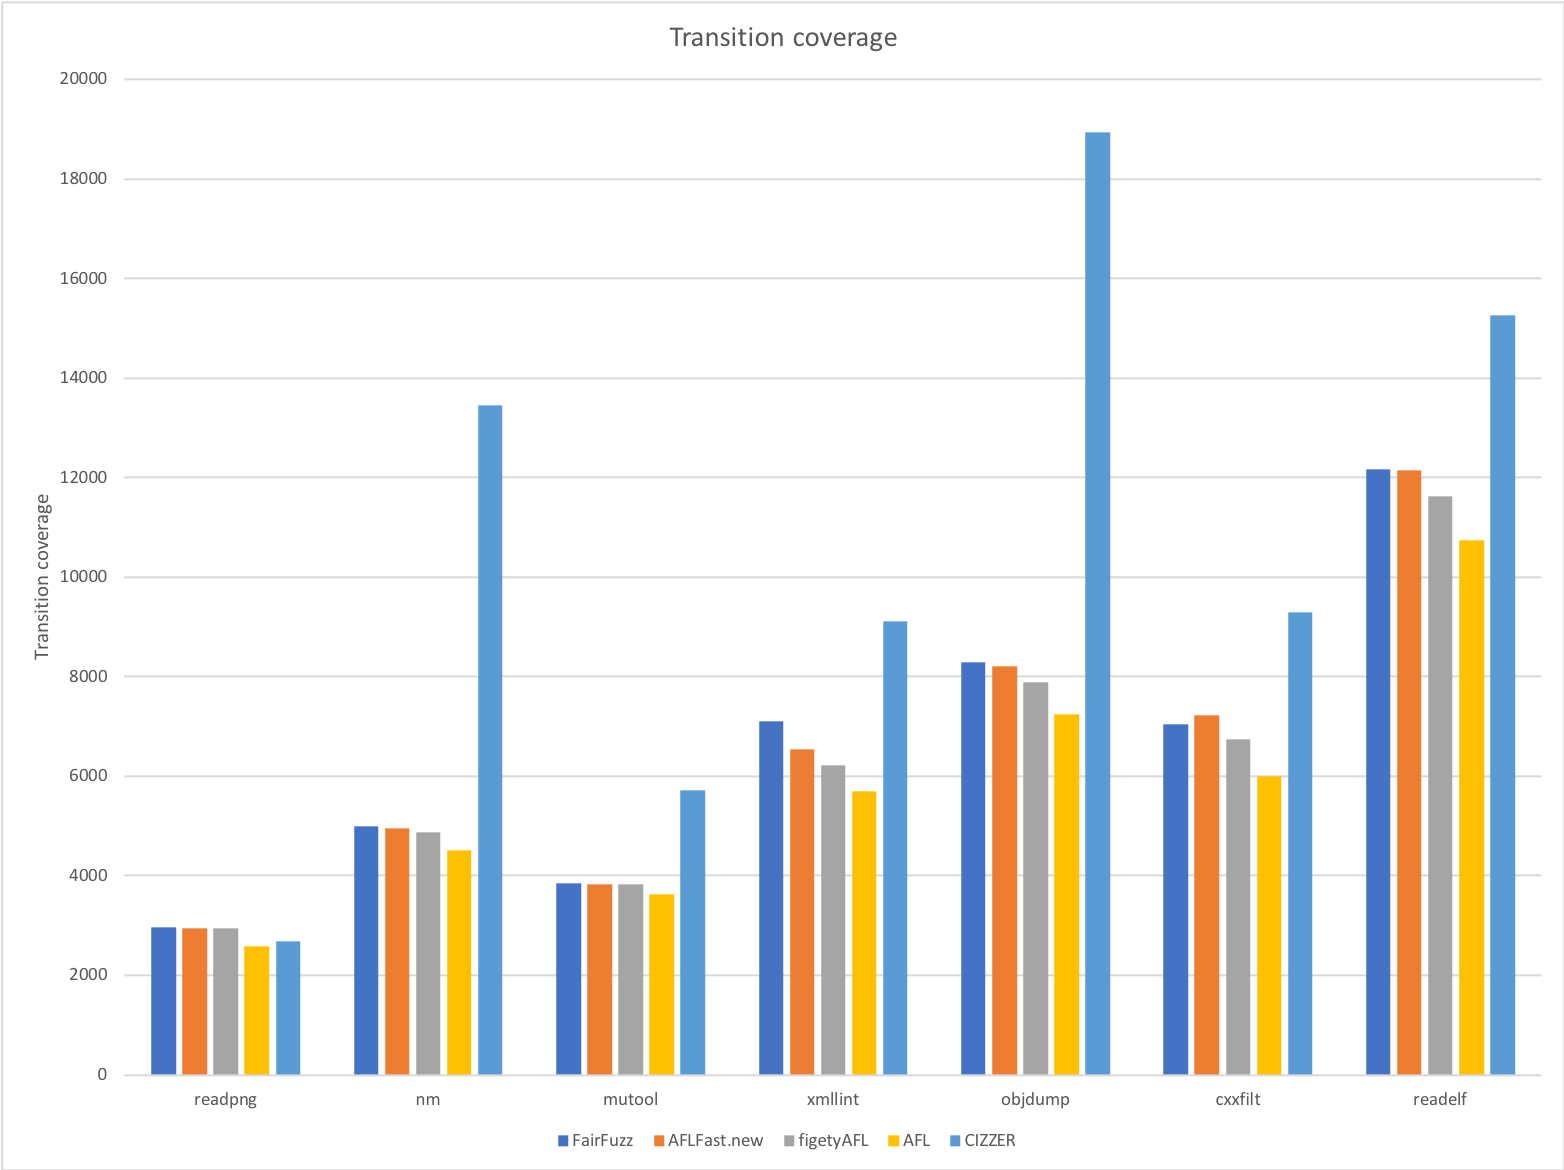 Transition coverage
20000
18000
16000
14000
12000
10000
8000
6000
4000
2000
0
Transition coverage
readpng nm mutool xmllint objdump cxxfilt readelf
FairFuzz AFLFast.new figetyAFL AFL CIZZER